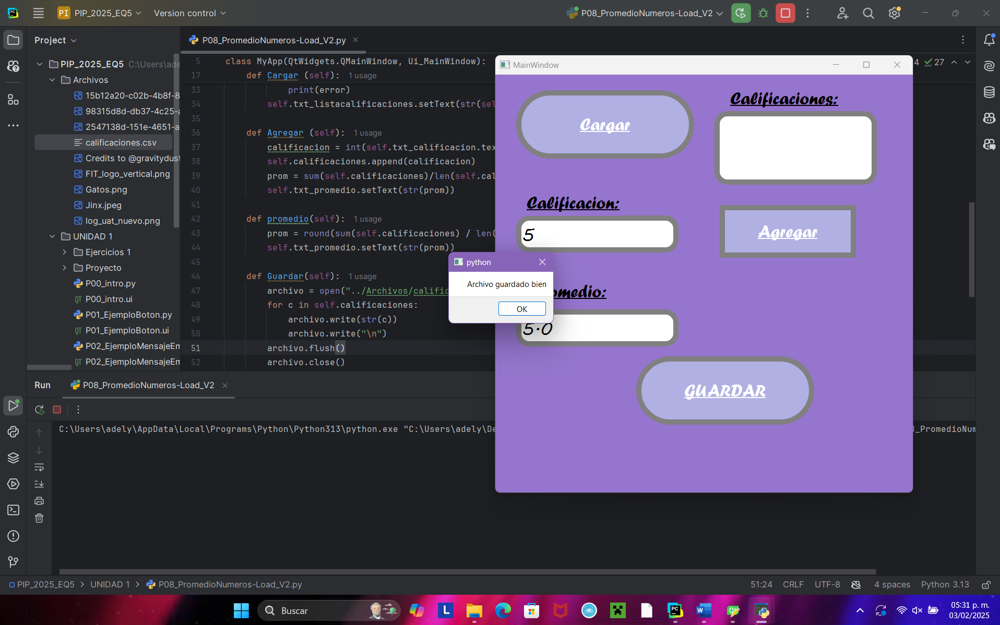 PI PIP_2025_EQ5 Version control
P08_PromedioNumeros-Load_V2
Project
P08_PromedioNumeros-Load_V2.py
PIP_2025_EQ5 C:\Users\ade
Archivos
15b12a20-c02b-4b8f-8
98315d8d-db37-4c25-a
2547138d-151e-4651-a
calificaciones.csv
Credits to @gravitydust
FIT_logo_vertical.png
Gatos.png
Jinx.jpeg
log_uat_nuevo.png
UNIDAD 1
Ejercicios 1
Proyecto
P00_intro.py
P00_intro.ui
P01_EjemploBoton.py
P01_EjemploBoton.ui
P02_EjemploMensajeEm
P02_EjemploMensajeEm
5 class MyApp(QtWidgets.QMainWindow, Ui_MainWindow):
17 def Cargar (self): 1 usage
33 print(error)
34 self.txt_listacalificaciones.setText(str(sel
35
36 def Agregar (self): 1 usage
37 calificacion = int(self.txt_calificacion.tex
38 self.calificaciones.append(calificacion)
39 prom = sum(self.calificaciones)/len(self.cal
40 self.txt_promedio.setText(str(prom))
41
42 def promedio(self): 1 usage
43 prom = round(sum(self.calificaciones) / len(
44 self.txt_promedio.setText(str(prom))
45
46 def Guardar(self): 1 usage
47 archivo = open("../Archivos/calific
48 for c in self.calificaciones:
49 archivo.write(str(c))
50 archivo.write("\n")
51 archivo.flush()
52 archivo.close()
4 27
MainWindow
Cargar
Calificaciones:
Calificacion:
5
Agregar
python
Archivo guardado bien
OK
omedio:
5.0
GUARDAR
Run P08_PromedioNumeros-Load_V2
C:\Users\adely\AppData\Local\Programs\Python\Python313\python.exe "C:\Users\adely\De
_PromedioNum
PIP_2025_EQ5 > UNIDAD 1 > P08_PromedioNumeros-Load_V2.py
51:24 CRLF UTF-8 4 spaces Python 3.13
Buscar
05:31 p. m.
03/02/2025